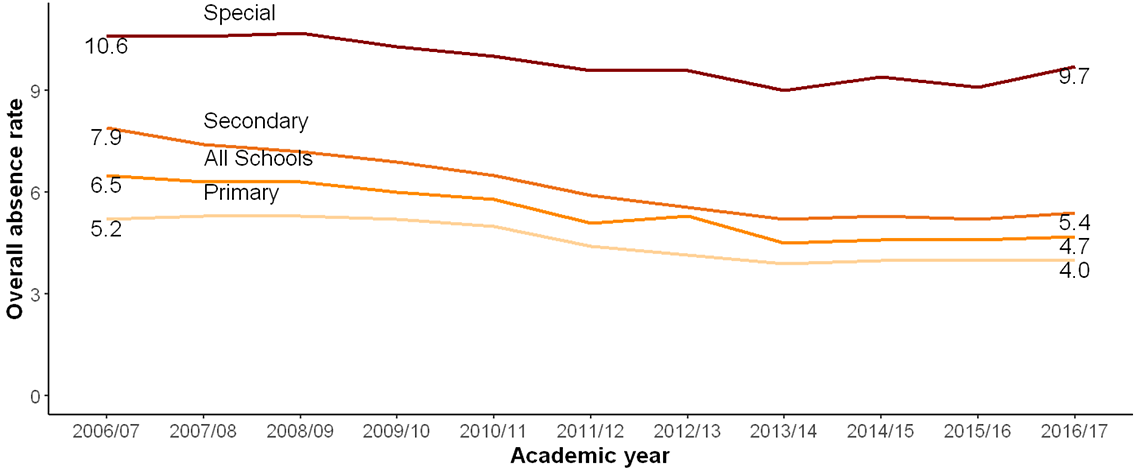 Special
10.6
9.7
9
Secondary
7.9
All Schools
6.5
6
Primary
5.2
5.4
4.7
4.0
3
0
Overall absence rate
2006/07 2007/08 2008/09 2009/10 2010/11 2011/12 2012/13 2013/14 2014/15 2015/16 2016/17
Academic year